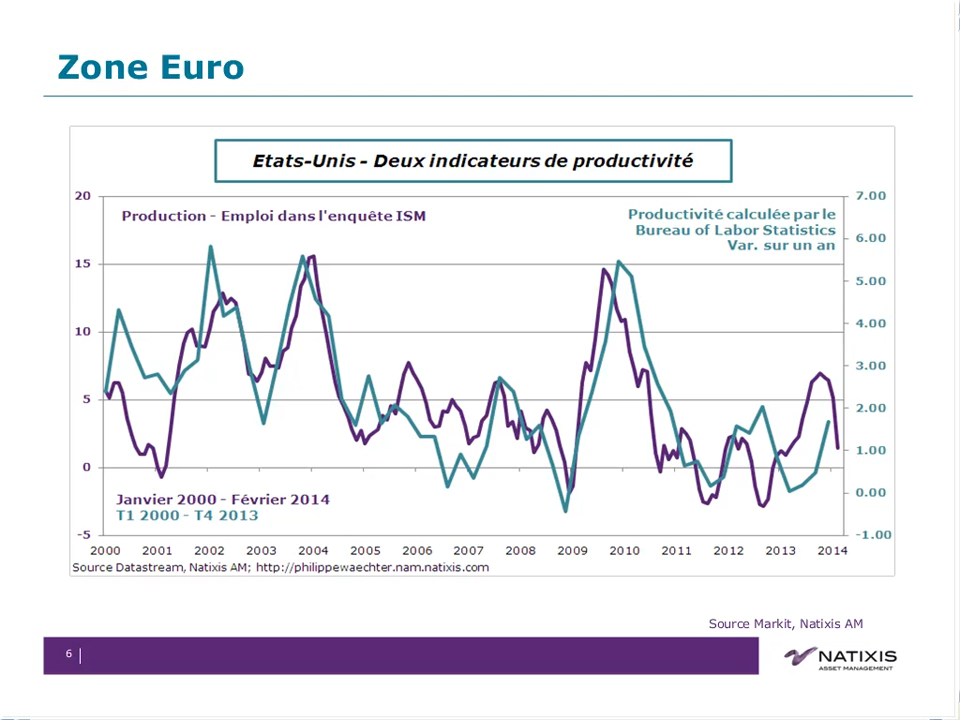 Zone Euro
Etats-Unis - Deux indicateurs de productivité
20
15
10
5
0
-5
7.00
6.00
5.00
4.00
3.00
2.00
1.00
0.00
-1.00
Production - Emploi dans l'enquête ISM
Productivité calculée par le
Bureau of Labor Statistics
Var. sur un an
Janvier 2000 - Février 2014
T1 2000 - T4 2013
2000 2001 2002 2003 2004 2005 2006 2007 2008 2009 2010 2011 2012 2013 2014
Source Datastream, Natixis AM; http://philippewaechter.nam.natixis.com
Source Markit, Natixis AM
6
NATIXIS
ASSET MANAGEMENT